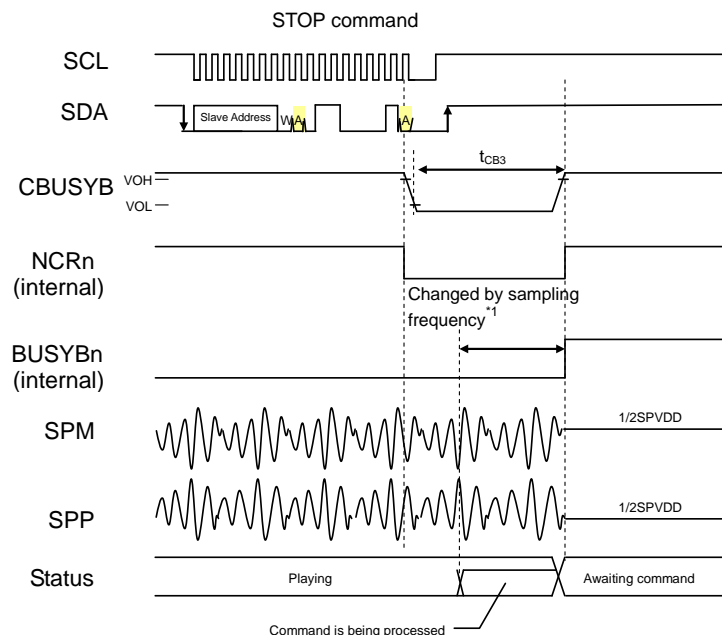 STOP command
SCL
SDA
Slave Address
W
A
A
tCB3
CBUSYB
VOH
VOL
NCRn
(internal)
Changed by sampling
frequency*1
BUSYBn
(internal)
SPM
1/2SPVDD
SPP
1/2SPVDD
Status
Playing
Awaiting command
Command is being processed